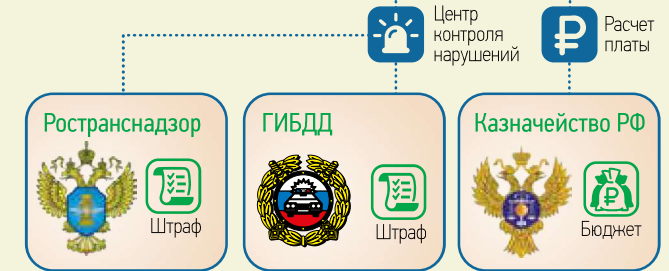 Центр
контроля
нарушений
Расчет
платы
Ространснадзор
Штраф
ГИБДД
Штраф
Казначейство РФ
Бюджет